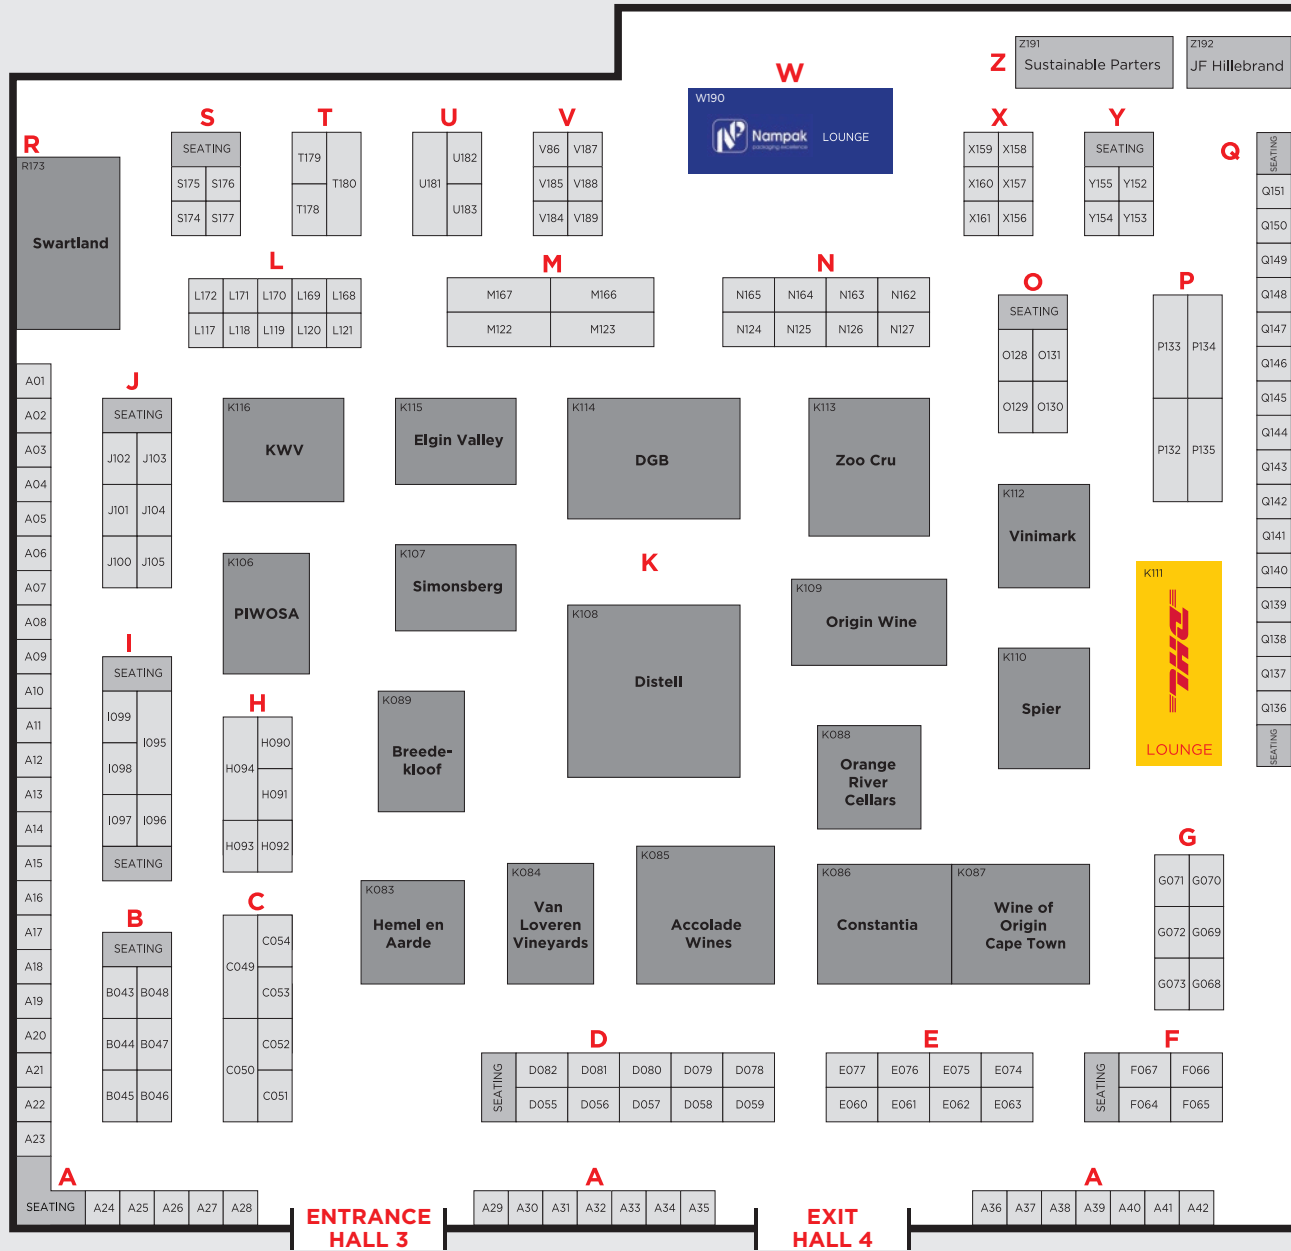 Z191
Sustainable Parters
Z192
JF Hillebrand
Z
W
W190
Nampak
packaging excellence
LOUNGE
R
R173
Swartland
S
SEATING
S175 S176
S174 S177
T
T179
T180
T178
U
U182
U181
U183
V
V86 V187
V185 V188
V184 V189
X
X159 X158
X160 X157
X161 X156
Y
SEATING
Y155 Y152
Y154 Y153
Q
SEATING
Q151
Q150
Q149
Q148
Q147
Q146
Q145
Q144
Q143
Q142
Q141
Q140
Q139
Q138
Q137
Q136
SEATING
L
L172 L171 L170 L169 L168
L117 L118 L119 L120 L121
M
M167 M166
M122 M123
N
N165 N164 N163 N162
N124 N125 N126 N127
O
SEATING
O128 O131
O129 O130
P
P133 P134
P132 P135
A01
A02
A03
A04
A05
A06
A07
A08
A09
A10
A11
A12
A13
A14
A15
A16
A17
A18
A19
A20
A21
A22
A23
J
SEATING
J102 J103
J101 J104
J100 J105
K116
KWV
K115
Elgin Valley
K114
DGB
K113
Zoo Cru
K112
Vinimark
K106
PIWOSA
K107
Simonsberg
K
K108
Distell
K109
Origin Wine
K110
Spier
K111
DHL
LOUNGE
I
SEATING
I099
I095
I098
I097 I096
SEATING
H
H090
H094
H091
H093 H092
K089
Breede-
kloof
K088
Orange
River
Cellars
K083
Hemel en
Aarde
K084
Van
Loveren
Vineyards
K085
Accolade
Wines
K086
Constantia
K087
Wine of
Origin
Cape Town
G
G071 G070
G072 G069
G073 G068
B
SEATING
B043 B048
B044 B047
B045 B046
C
C054
C049
C053
C052
C050
C051
D
SEATING
D082 D081 D080 D079 D078
D055 D056 D057 D058 D059
E
E077 E076 E075 E074
E060 E061 E062 E063
F
SEATING
F067 F066
F064 F065
A
SEATING
A24 A25 A26 A27 A28
ENTRANCE
HALL 3
A
A29 A30 A31 A32 A33 A34 A35
EXIT
HALL 4
A
A36 A37 A38 A39 A40 A41 A42